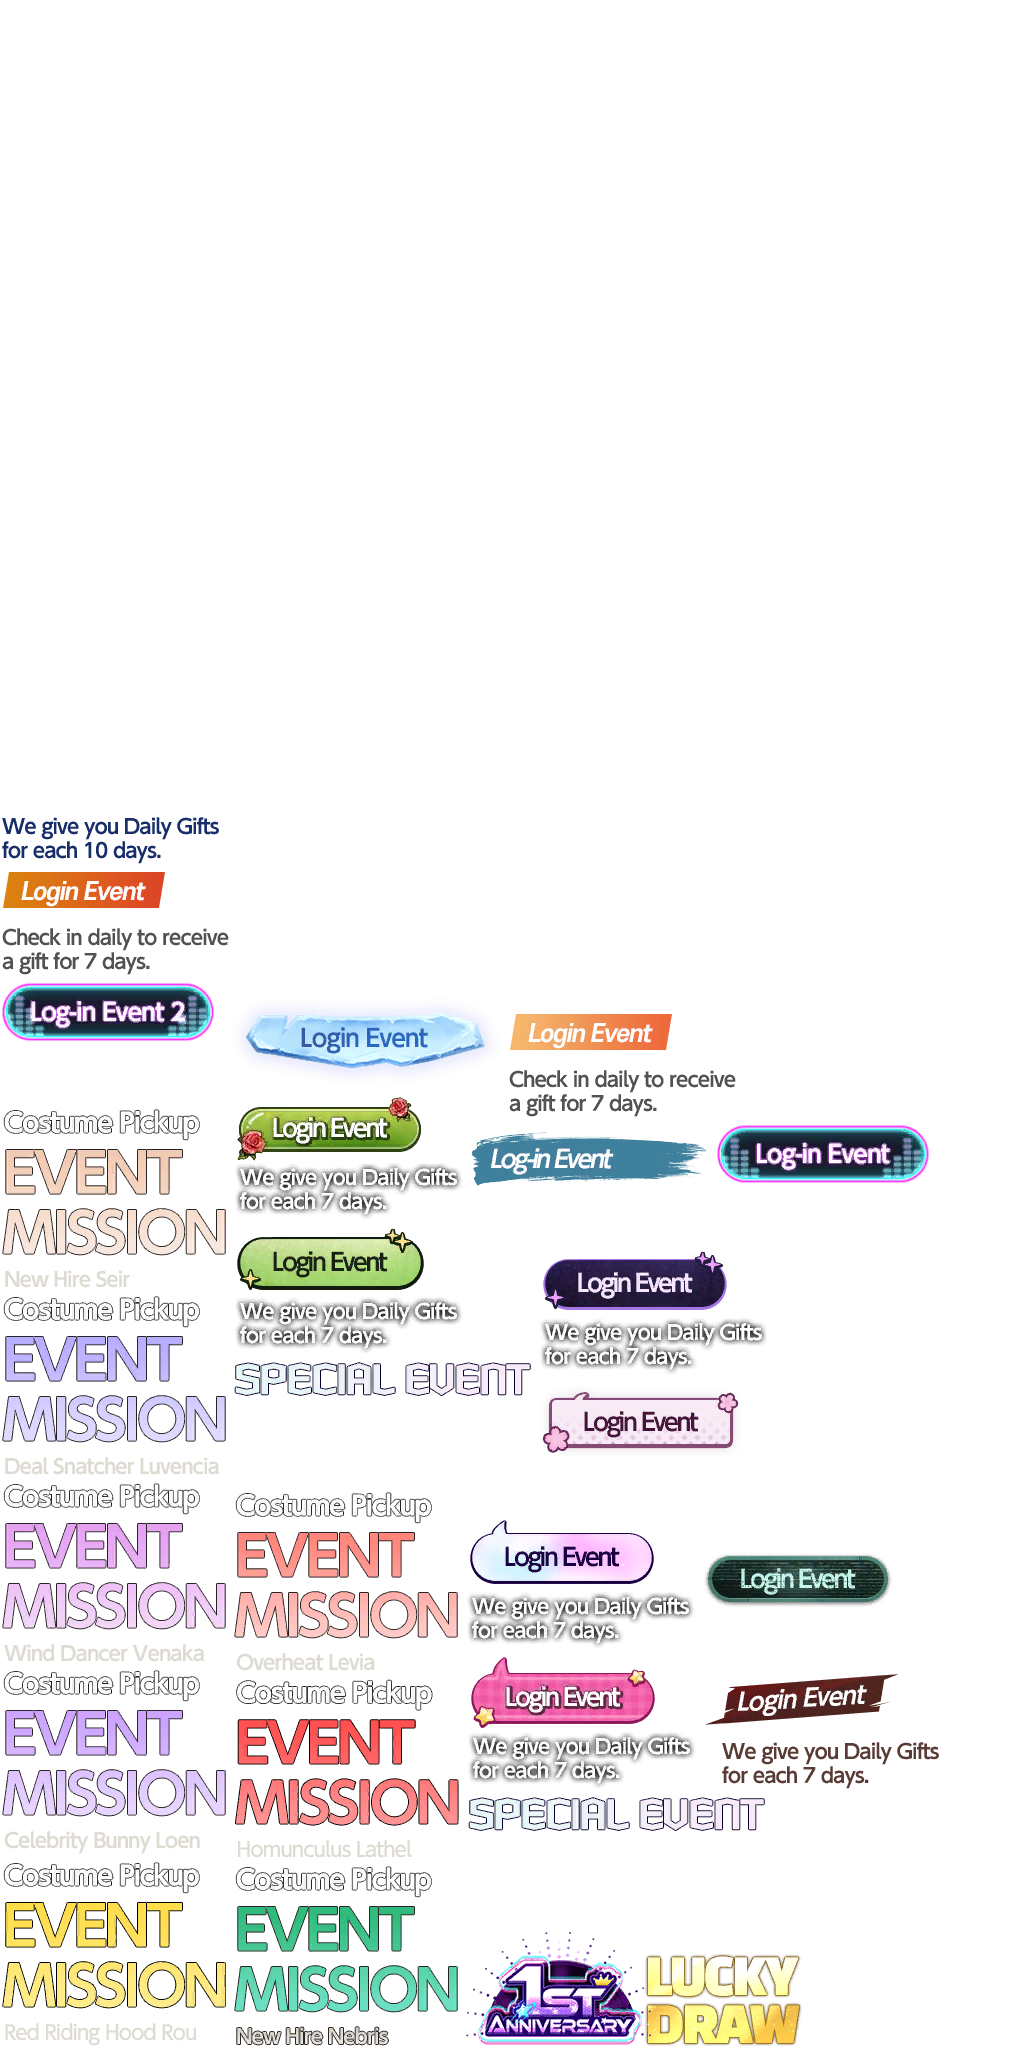 We give you Daily Gifts
for each 10 days.
Login Event
Check in daily to receive
a gift for 7 days.
Log-in Event 2
Login Event
Login Event
Check in daily to receive
a gift for 7 days.
Costume Pickup
EVENT
MISSION
New Hire Seir
Login Event
We give you Daily Gifts
for each 7 days.
Log-in Event
Log-in Event
Login Event
We give you Daily Gifts
for each 7 days.
Login Event
We give you Daily Gifts
for each 7 days.
Costume Pickup
EVENT
MISSION
Deal Snatcher Luvencia
SPECIAL EVENT
Login Event
Costume Pickup
EVENT
MISSION
Wind Dancer Venaka
Costume Pickup
EVENT
MISSION
Overheat Levia
Login Event
We give you Daily Gifts
for each 7 days.
Login Event
Costume Pickup
EVENT
MISSION
Celebrity Bunny Loen
Costume Pickup
EVENT
MISSION
Homunculus Lathel
Login Event
We give you Daily Gifts
for each 7 days.
Login Event
We give you Daily Gifts
for each 7 days.
SPECIAL EVENT
Costume Pickup
EVENT
MISSION
Red Riding Hood Rou
Costume Pickup
EVENT
MISSION
New Hire Nebris
1ST
ANNIVERSARY
LUCKY
DRAW